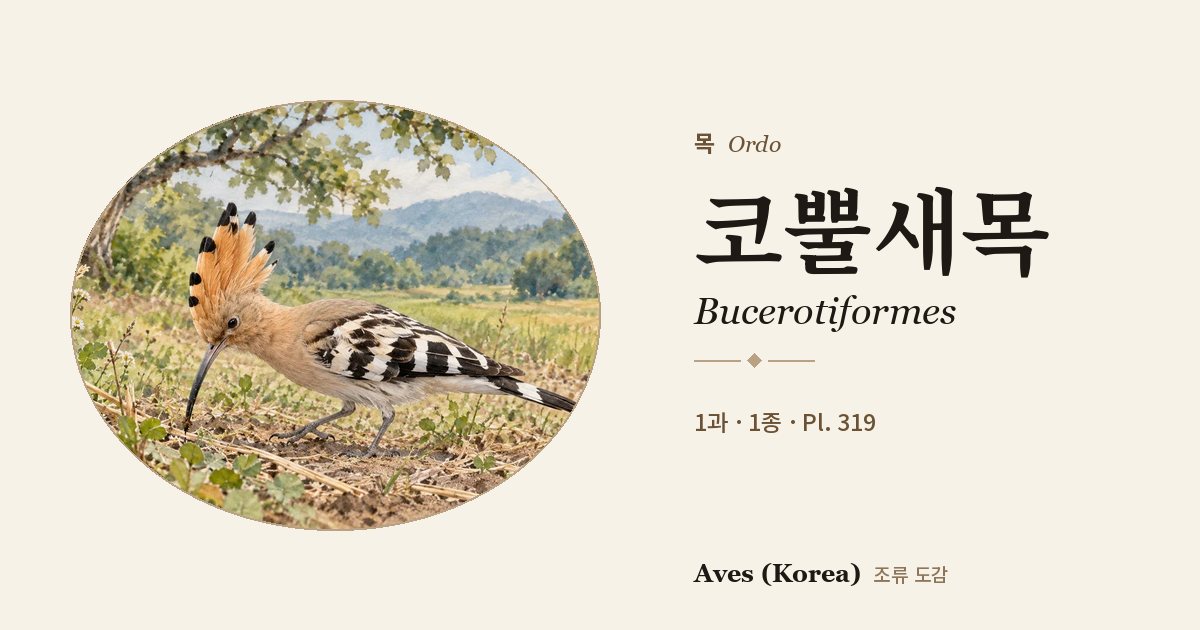 목 Ordo
코뿔새목
Bucerotiformes
1과 · 1종 · Pl. 319
Aves (Korea) 조류 도감